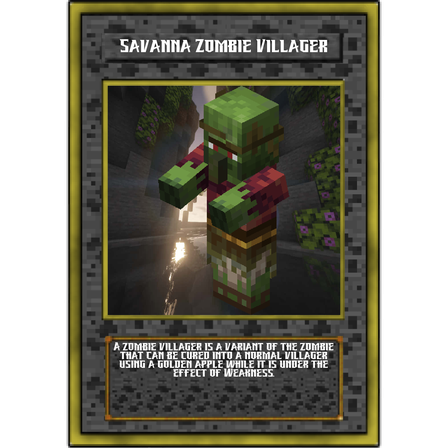 Savanna Zombie Villager
A zombie villager is a variant of the zombie
that can be cured into a normal villager
using a golden apple while it is under the
effect of Weakness.